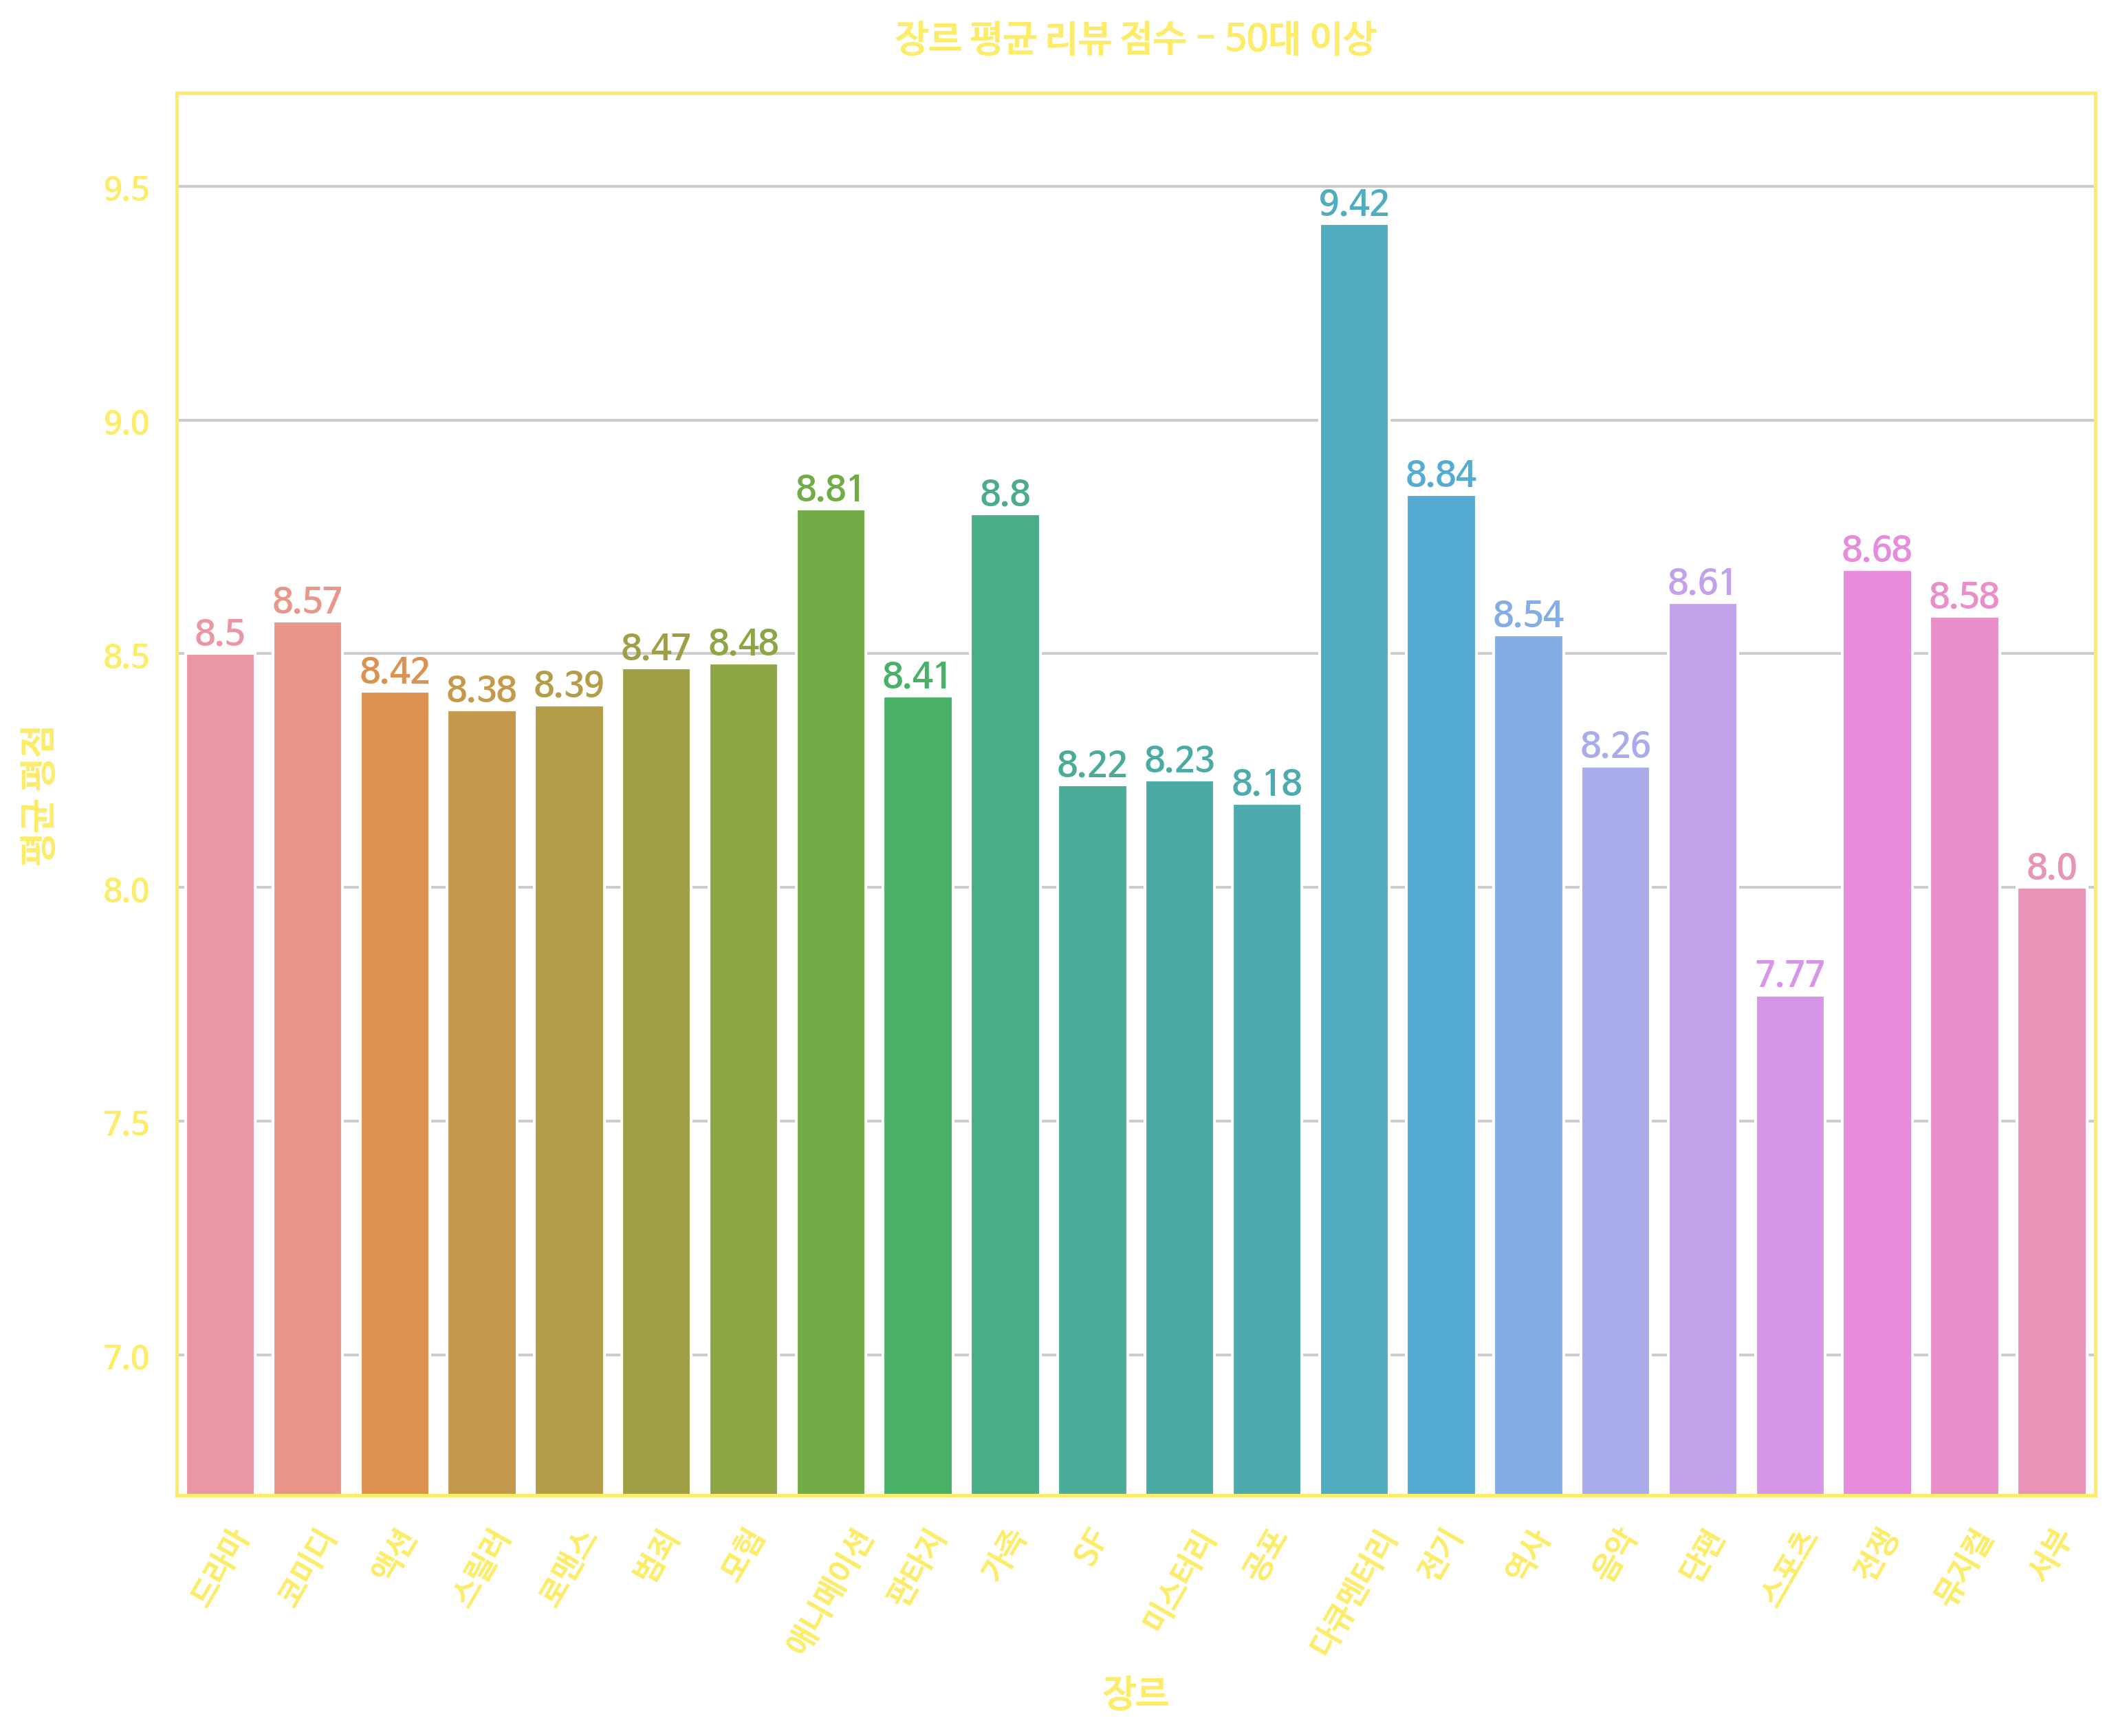 장르 평균 리뷰 점수 - 50대 이상
평균 평점
9.5
9.0
8.5
8.0
7.5
7.0
8.5
8.57
8.42
8.38
8.39
8.47
8.48
8.81
8.41
8.8
8.22
8.23
8.18
9.42
8.84
8.54
8.26
8.61
7.77
8.68
8.58
8.0
드라마
코미디
액션
스릴러
로맨스
범죄
모험
애니메이션
판타지
가족
SF
미스터리
공포
다큐멘터리
전기
역사
음악
단편
스포츠
전쟁
뮤지컬
서부
장르